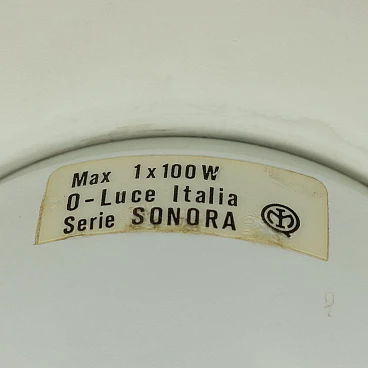 Max 1x100W
O-Luce Italia
Serie SONORA